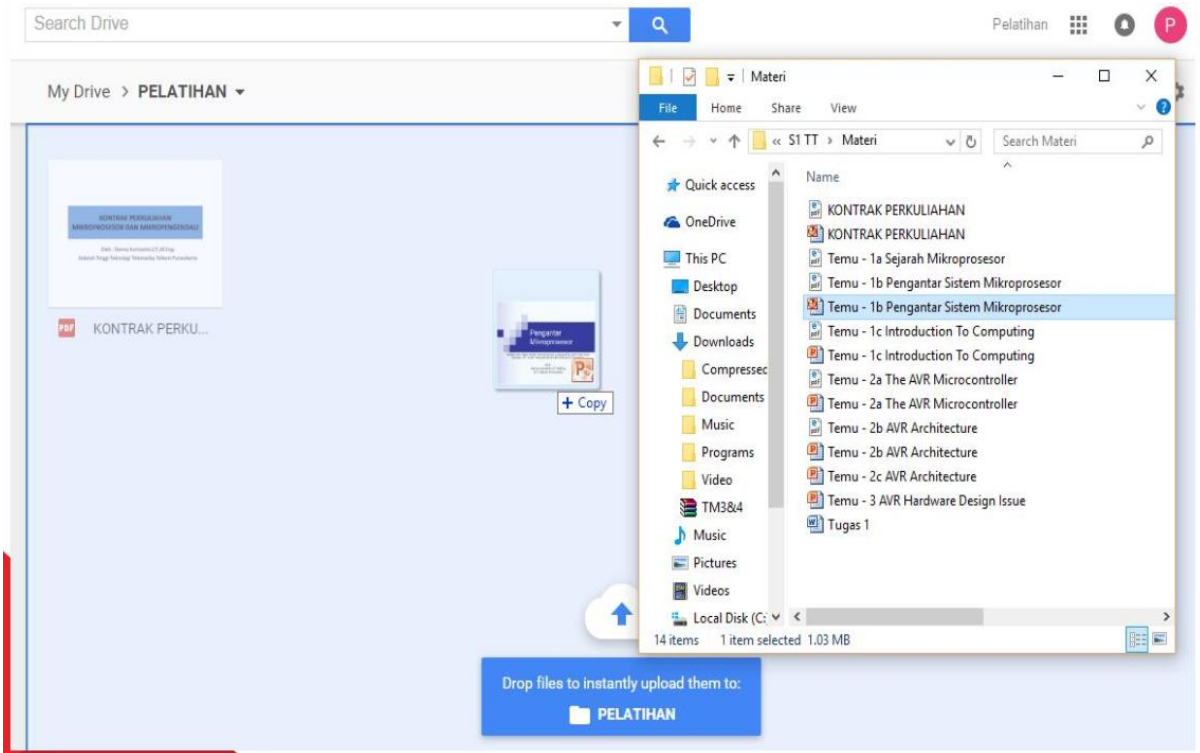 Search Drive
Pelatihan
P
My Drive > PELATIHAN
KONTRAK PERKULIAHAN
MIKROPROSESOR DAN MIKROPENGENDALI
PDF KONTRAK PERKU...
Pengantar
Mikroprosesor
+ Copy
Drop files to instantly upload them to:
PELATIHAN
Materi
File Home Share View
« S1 TT > Materi
Search Materi
Quick access
OneDrive
This PC
Desktop
Documents
Downloads
Compressed
Documents
Music
Programs
Video
TM3&4
Music
Pictures
Videos
Local Disk (C:
Name
KONTRAK PERKULIAHAN
KONTRAK PERKULIAHAN
Temu - 1a Sejarah Mikroprosesor
Temu - 1b Pengantar Sistem Mikroprosesor
Temu - 1b Pengantar Sistem Mikroprosesor
Temu - 1c Introduction To Computing
Temu - 1c Introduction To Computing
Temu - 2a The AVR Microcontroller
Temu - 2a The AVR Microcontroller
Temu - 2b AVR Architecture
Temu - 2b AVR Architecture
Temu - 2c AVR Architecture
Temu - 3 AVR Hardware Design Issue
Tugas 1
14 items 1 item selected 1.03 MB